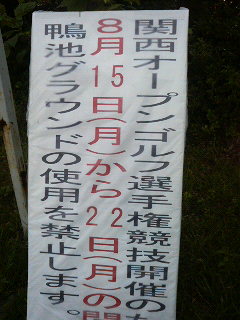 関西オープンゴルフ選手権競技開催の
8月15日(月)から22日(月)の間
鴨池グラウンドの使用を禁止します。